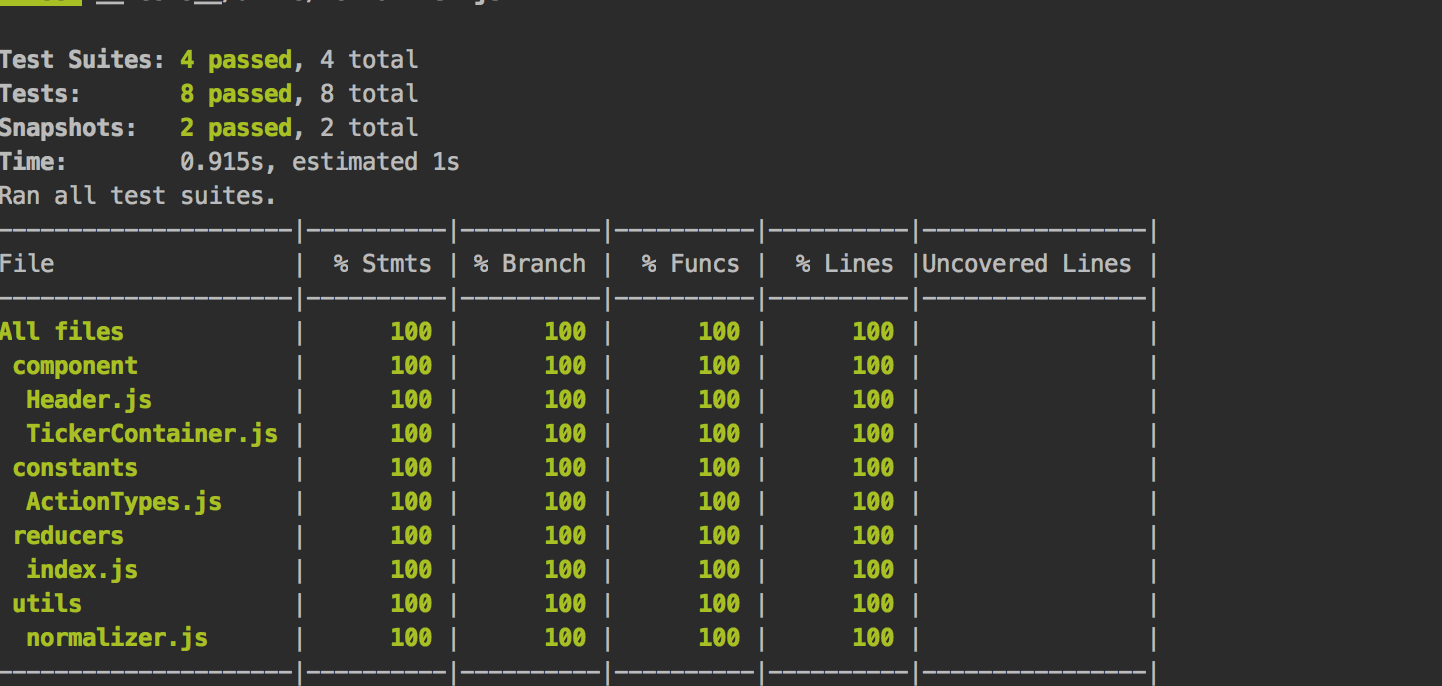 Test Suites: 4 passed, 4 total
Tests: 8 passed, 8 total
Snapshots: 2 passed, 2 total
Time: 0.915s, estimated 1s
Ran all test suites.
---------------------|----------|----------|----------|----------|----------------|
File | % Stmts | % Branch | % Funcs | % Lines |Uncovered Lines |
---------------------|----------|----------|----------|----------|----------------|
All files | 100 | 100 | 100 | 100 | |
component | 100 | 100 | 100 | 100 | |
Header.js | 100 | 100 | 100 | 100 | |
TickerContainer.js | 100 | 100 | 100 | 100 | |
constants | 100 | 100 | 100 | 100 | |
ActionTypes.js | 100 | 100 | 100 | 100 | |
reducers | 100 | 100 | 100 | 100 | |
index.js | 100 | 100 | 100 | 100 | |
utils | 100 | 100 | 100 | 100 | |
normalizer.js | 100 | 100 | 100 | 100 | |
---------------------|----------|----------|----------|----------|----------------|